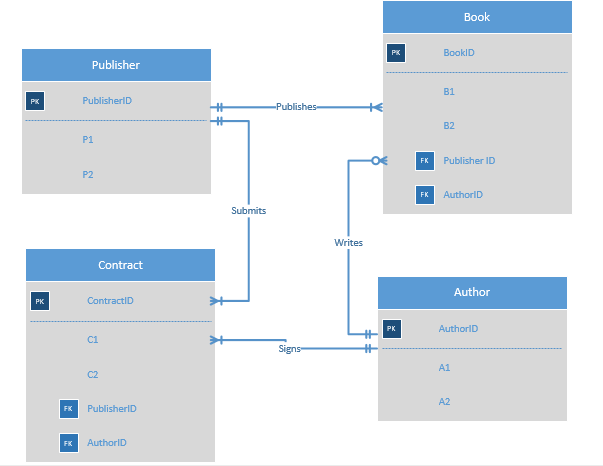 Publisher
PK PublisherID
P1
P2
Book
PK BookID
B1
B2
FK Publisher ID
FK AuthorID
Publishes
Submits
Writes
Contract
PK ContractID
C1
C2
FK PublisherID
FK AuthorID
Signs
Author
PK AuthorID
A1
A2